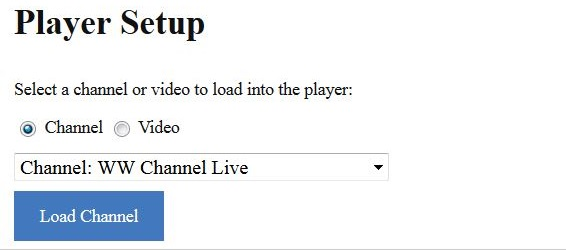 Player Setup
Select a channel or video to load into the player:
Channel Video
Channel: WW Channel Live
Load Channel